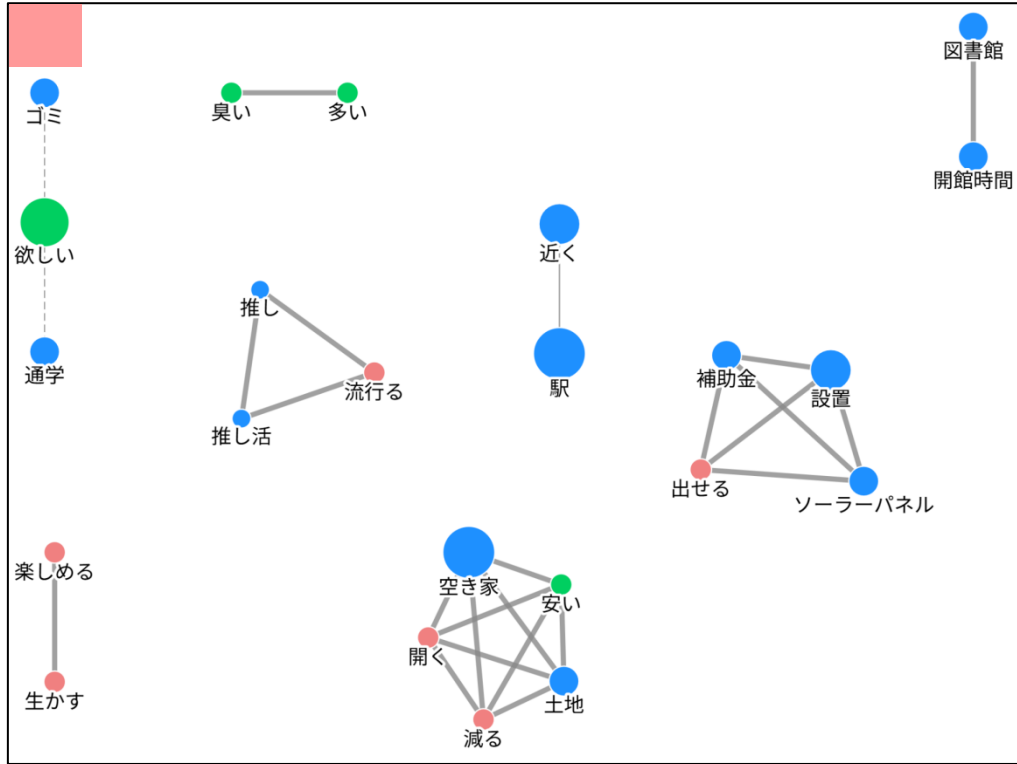 図書館
ゴミ
臭い
多い
開館時間
欲しい
近く
推し
通学
流行る
駅
補助金
設置
推し活
出せる
ソーラーパネル
楽しめる
空き家
安い
開く
生かす
土地
減る